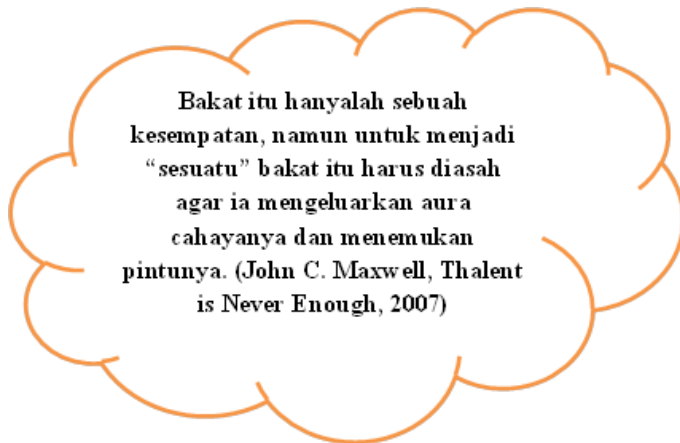 Bakat itu hanyalah sebuah
kesempatan, namun untuk menjadi
“sesuatu” bakat itu harus diasah
agar ia mengeluarkan aura
cahayanya dan menemukan
pintunya. (John C. Maxwell, Thalent
is Never Enough, 2007)